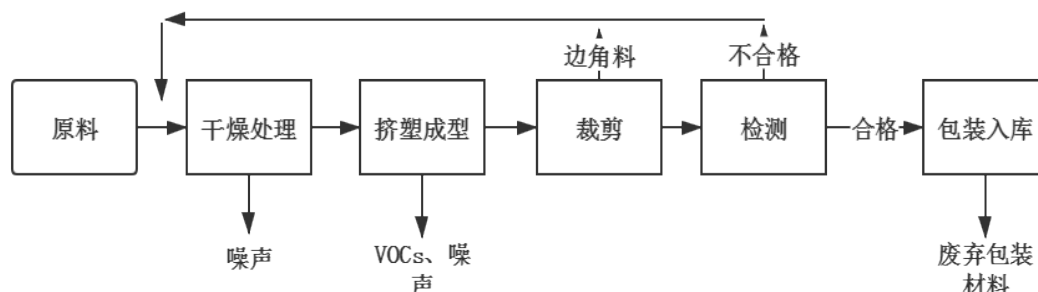 边角料
不合格
原料
干燥处理
挤塑成型
裁剪
检测
合格
包装入库
噪声
VOCs、噪
声
废弃包装
材料